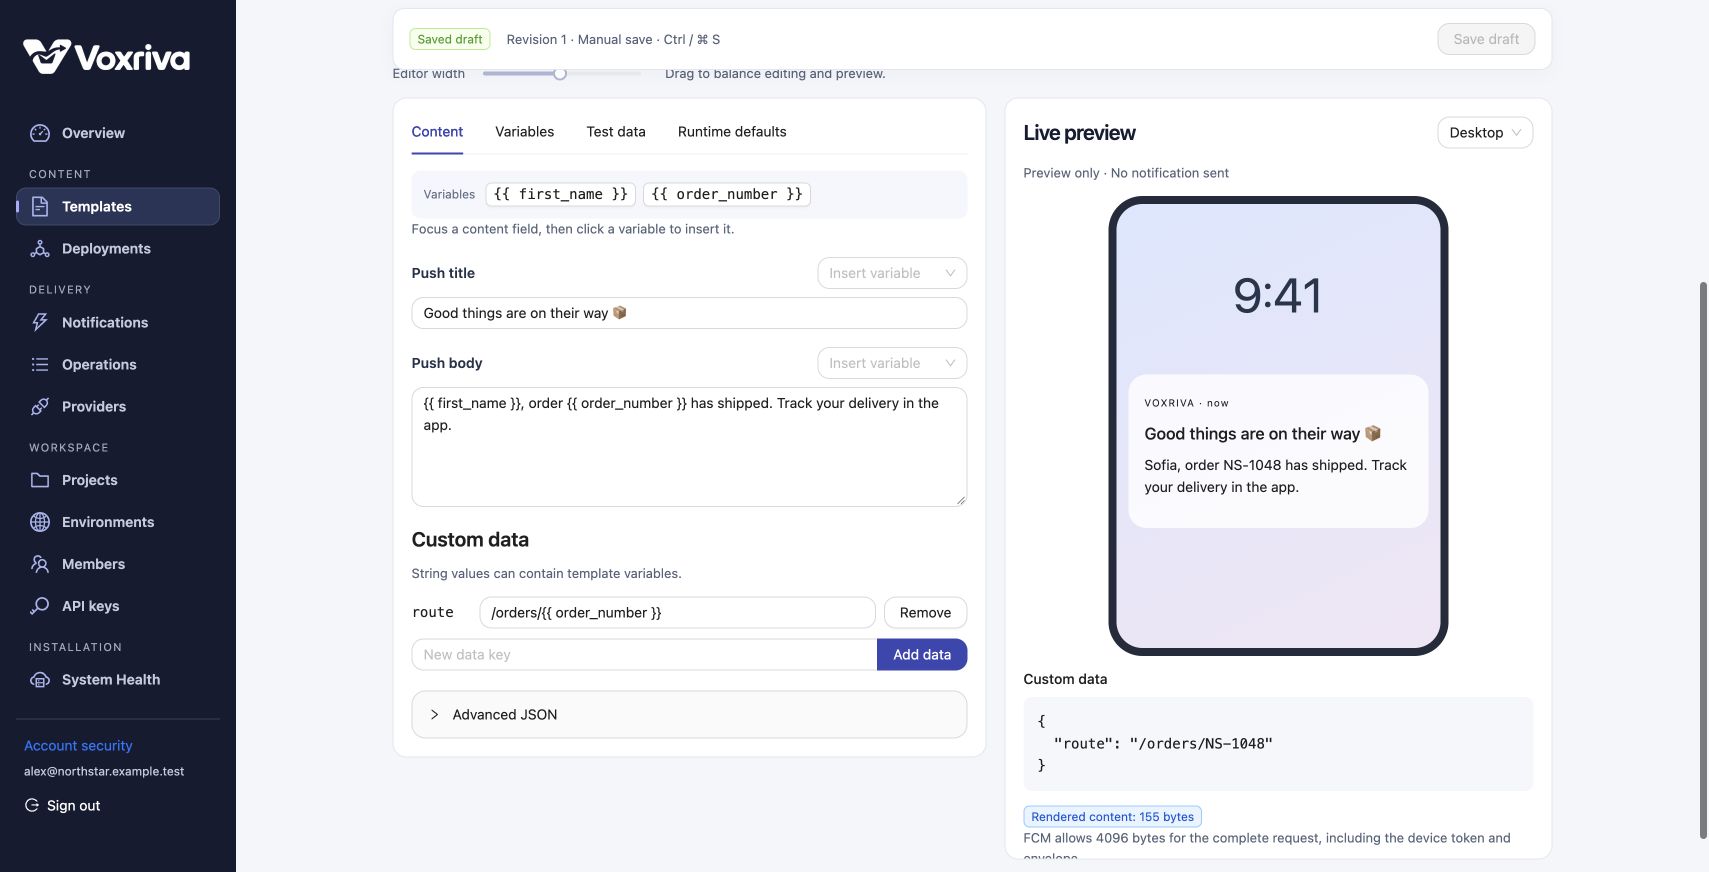 Voxriva
Overview
CONTENT
Templates
Deployments
DELIVERY
Notifications
Operations
Providers
WORKSPACE
Projects
Environments
Members
API keys
INSTALLATION
System Health
Account security
alex@northstar.example.test
Sign out
Saved draft Revision 1 · Manual save · Ctrl / ⌘ S Save draft
Editor width Drag to balance editing and preview.
Content Variables Test data Runtime defaults
Variables {{ first_name }} {{ order_number }}
Focus a content field, then click a variable to insert it.
Push title Insert variable
Good things are on their way 📦
Push body Insert variable
{{ first_name }}, order {{ order_number }} has shipped. Track your delivery in the
app.
Custom data
String values can contain template variables.
route /orders/{{ order_number }} Remove
New data key Add data
Advanced JSON
Live preview Desktop
Preview only · No notification sent
9:41
VOXRIVA · now
Good things are on their way 📦
Sofia, order NS-1048 has shipped. Track
your delivery in the app.
Custom data
{
"route": "/orders/NS-1048"
}
Rendered content: 155 bytes
FCM allows 4096 bytes for the complete request, including the device token and
envelope.